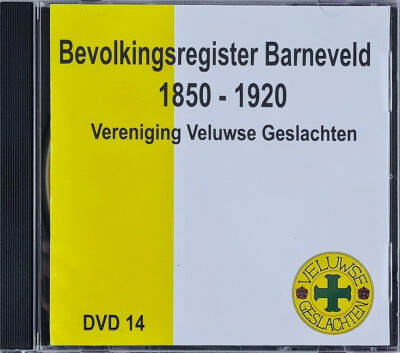 Bevolkingsregister Barneveld
1850 - 1920
Vereniging Veluwse Geslachten
VELUWSE
GESLACHTEN
DVD 14